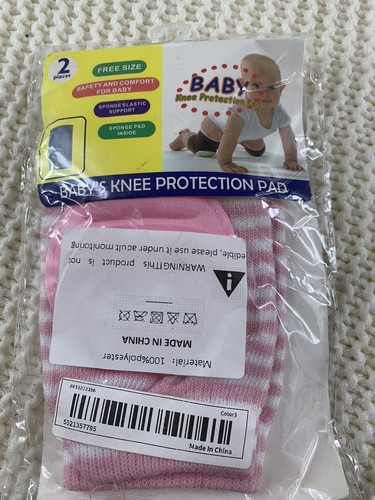 2
pieces
FREE SIZE
SAFETY AND COMFORT
FOR BABY
SPONGE ELASTIC
SUPPORT
SPONGE PAD
INSIDE
BABY
Knee Protection Pad
BABY'S KNEE PROTECTION PAD
WARNING!This product is not
edible, please use it under acult monitoring
MADE IN CHINA
Material: 100%polyester
Color3
5521357795
Made In China